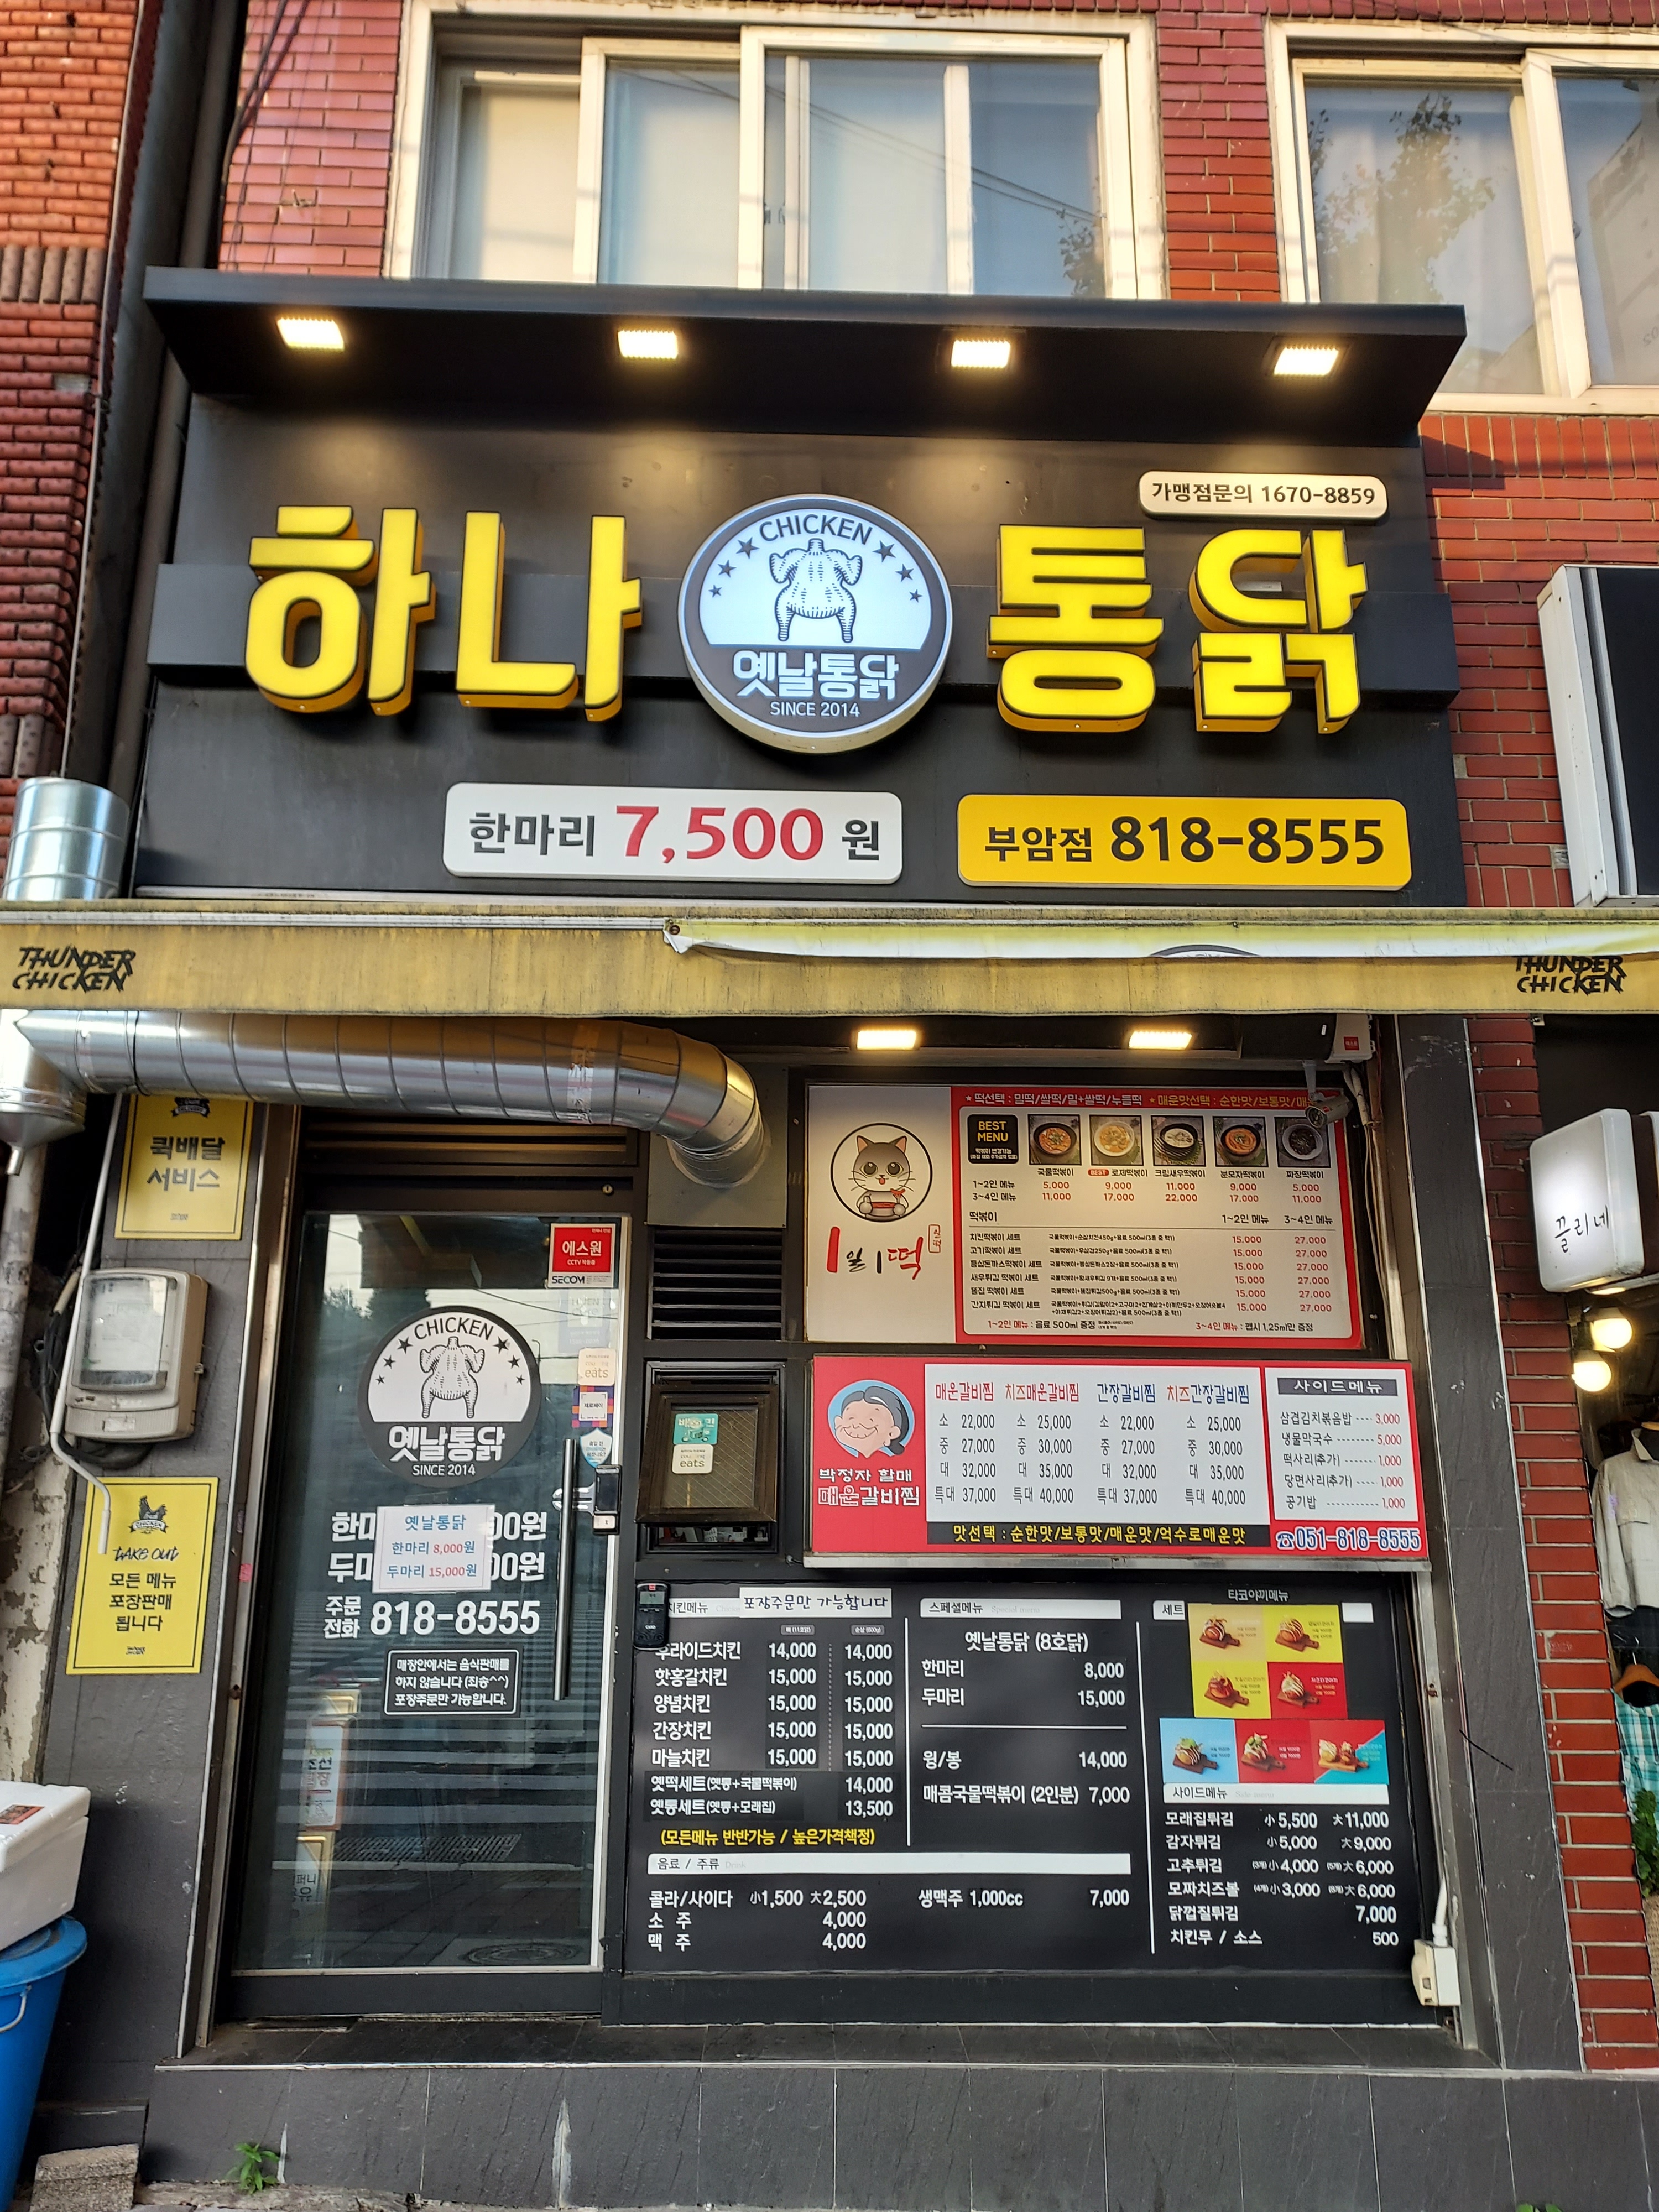 가맹점문의 1670-8859
하나
CHICKEN
옛날통닭
SINCE 2014
통닭
한마리 7,500 원
부암점 818-8555
THUNDER
CHICKEN
THUNDER
CHICKEN
퀵배달
서비스
에스원
SECOM
CHICKEN
옛날통닭
SINCE 2014
옛날통닭
한마리 8,000원
두마리 15,000원
주문
전화 818-8555
매장안에서는 음식판매를
하지 않습니다 (죄송^^)
포장주문만 가능합니다.
take out
모든 메뉴
포장판매
됩니다
eats
eats
1일1떡
* 떡선택 : 밀떡/쌀떡/밀+쌀떡/누들떡 * 매운맛선택 : 순한맛/보통맛/매
BEST
MENU
국물떡볶이 BEST 로제떡볶이 크림새우떡볶이 분모자떡볶이 짜장떡볶이
1~2인 메뉴 5,000 9,000 11,000 9,000 5,000
3~4인 메뉴 11,000 17,000 22,000 17,000 11,000
떡볶이 1~2인 메뉴 3~4인 메뉴
치킨떡볶이 세트 15,000 27,000
고기떡볶이 세트 15,000 27,000
등심돈까스떡볶이 세트 15,000 27,000
새우튀김 떡볶이 세트 15,000 27,000
똥집 떡볶이 세트 15,000 27,000
간지튀김 떡볶이 세트 15,000 27,000
1~2인 메뉴 : 음료 500ml 증정
3~4인 메뉴 : 펩시 1,25ml만 증정
박정자 할매
매운갈비찜
매운갈비찜 치즈매운갈비찜 간장갈비찜 치즈간장갈비찜
소 22,000 소 25,000 소 22,000 소 25,000
중 27,000 중 30,000 중 27,000 중 30,000
대 32,000 대 35,000 대 32,000 대 35,000
특대 37,000 특대 40,000 특대 37,000 특대 40,000
맛선택 : 순한맛/보통맛/매운맛/억수로매운맛
사이드메뉴
삼겹김치볶음밥 ---- 3,000
냉물막국수 -------- 5,000
떡사리(추가) ------ 1,000
당면사리(추가) ---- 1,000
공기밥 ----------- 1,000
☎051-818-8555
끌리네
치킨메뉴 포장주문만 가능합니다
후라이드치킨 14,000 14,000
핫홍갈치킨 15,000 15,000
양념치킨 15,000 15,000
간장치킨 15,000 15,000
마늘치킨 15,000 15,000
옛떡세트(옛통+국물떡볶이) 14,000
옛통세트(옛통+모래집) 13,500
(모든메뉴 반반가능 / 높은가격책정)
스페셜메뉴
옛날통닭 (8호닭)
한마리 8,000
두마리 15,000
윙/봉 14,000
매콤국물떡볶이 (2인분) 7,000
음료 / 주류
콜라/사이다 小1,500 大2,500
소 주 4,000
맥 주 4,000
생맥주 1,000cc 7,000
타코야끼메뉴
세트
사이드메뉴
모래집튀김 小5,500 大11,000
감자튀김 小5,000 大9,000
고추튀김 小4,000 大6,000
모짜치즈볼 小3,000 大6,000
닭껍질튀김 7,000
치킨무 / 소스 500